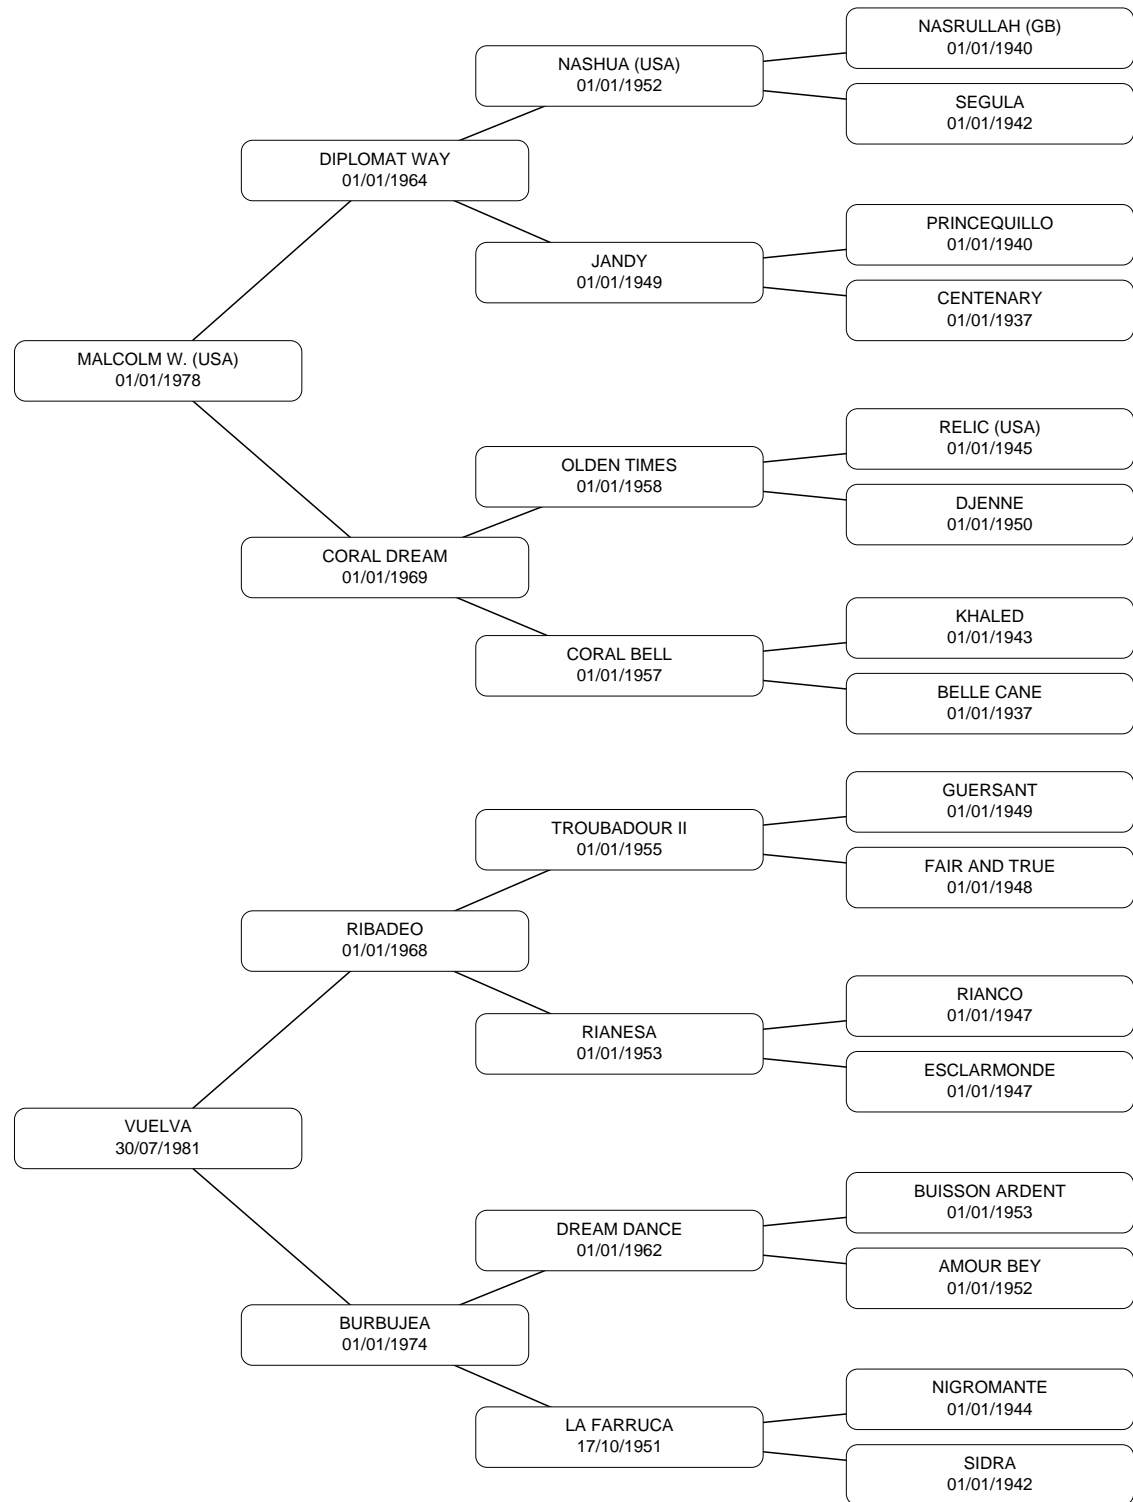 NASRULLAH (GB)
01/01/1940
NASHUA (USA)
01/01/1952
SEGULA
01/01/1942
DIPLOMAT WAY
01/01/1964
PRINCEQUILLO
01/01/1940
JANDY
01/01/1949
CENTENARY
01/01/1937
MALCOLM W. (USA)
01/01/1978
RELIC (USA)
01/01/1945
OLDEN TIMES
01/01/1958
DJENNE
01/01/1950
CORAL DREAM
01/01/1969
KHALED
01/01/1943
CORAL BELL
01/01/1957
BELLE CANE
01/01/1937
GUERSANT
01/01/1949
TROUBADOUR II
01/01/1955
FAIR AND TRUE
01/01/1948
RIBADEO
01/01/1968
RIANCO
01/01/1947
RIANESA
01/01/1953
ESCLARMONDE
01/01/1947
VUELVA
30/07/1981
BUISSON ARDENT
01/01/1953
DREAM DANCE
01/01/1962
AMOUR BEY
01/01/1952
BURBUJEA
01/01/1974
NIGROMANTE
01/01/1944
LA FARRUCA
17/10/1951
SIDRA
01/01/1942